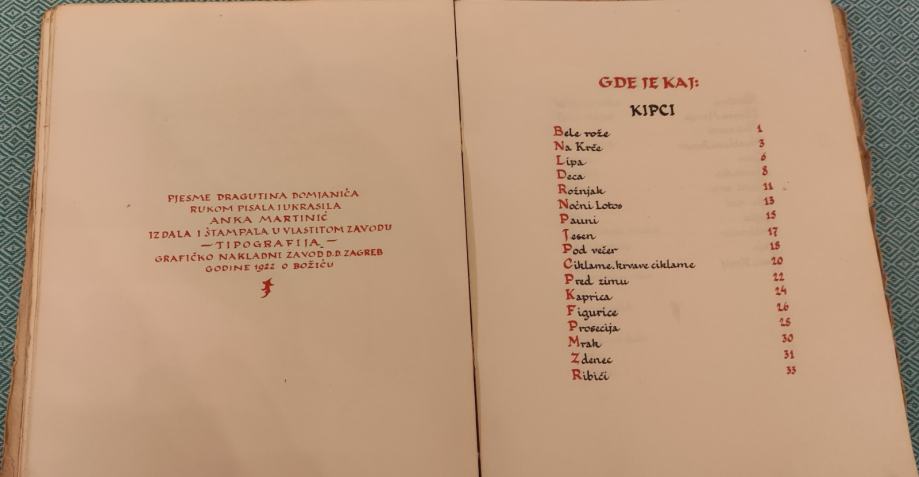 PJESME DRAGUTINA DOMJANIĆA
RUKOM PISALA I UKRASILA
ANKA MARTINIĆ
IZDALA I ŠTAMPALA U VLASTITOM ZAVODU
— TIPOGRAFIJA —
GRAFIČKO NAKLADNI ZAVOD D.D. ZAGREB
GODINE 1922 O BOŽIĆU
GDE JE KAJ:
KIPCI
Bele rože 1
Na Krče 3
Lipa 6
Deca 8
Rožnjak 11
Noćni Lotos 13
Pauni 15
Jesen 17
Pod večer 18
Ciklame, krvave ciklame 20
Pred zimu 22
Kaprica 24
Figurice 26
Prosecija 28
Mrak 30
Zdenec 31
Ribići 33